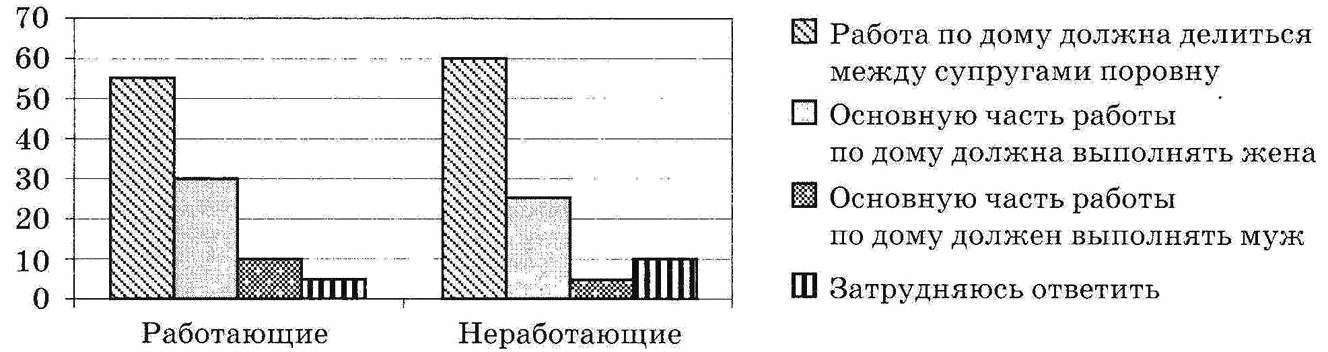 70
60
50
40
30
20
10
0
Работающие
Неработающие
Работа по дому должна делиться
между супругами поровну
Основную часть работы
по дому должна выполнять жена
Основную часть работы
по дому должен выполнять муж
Затрудняюсь ответить